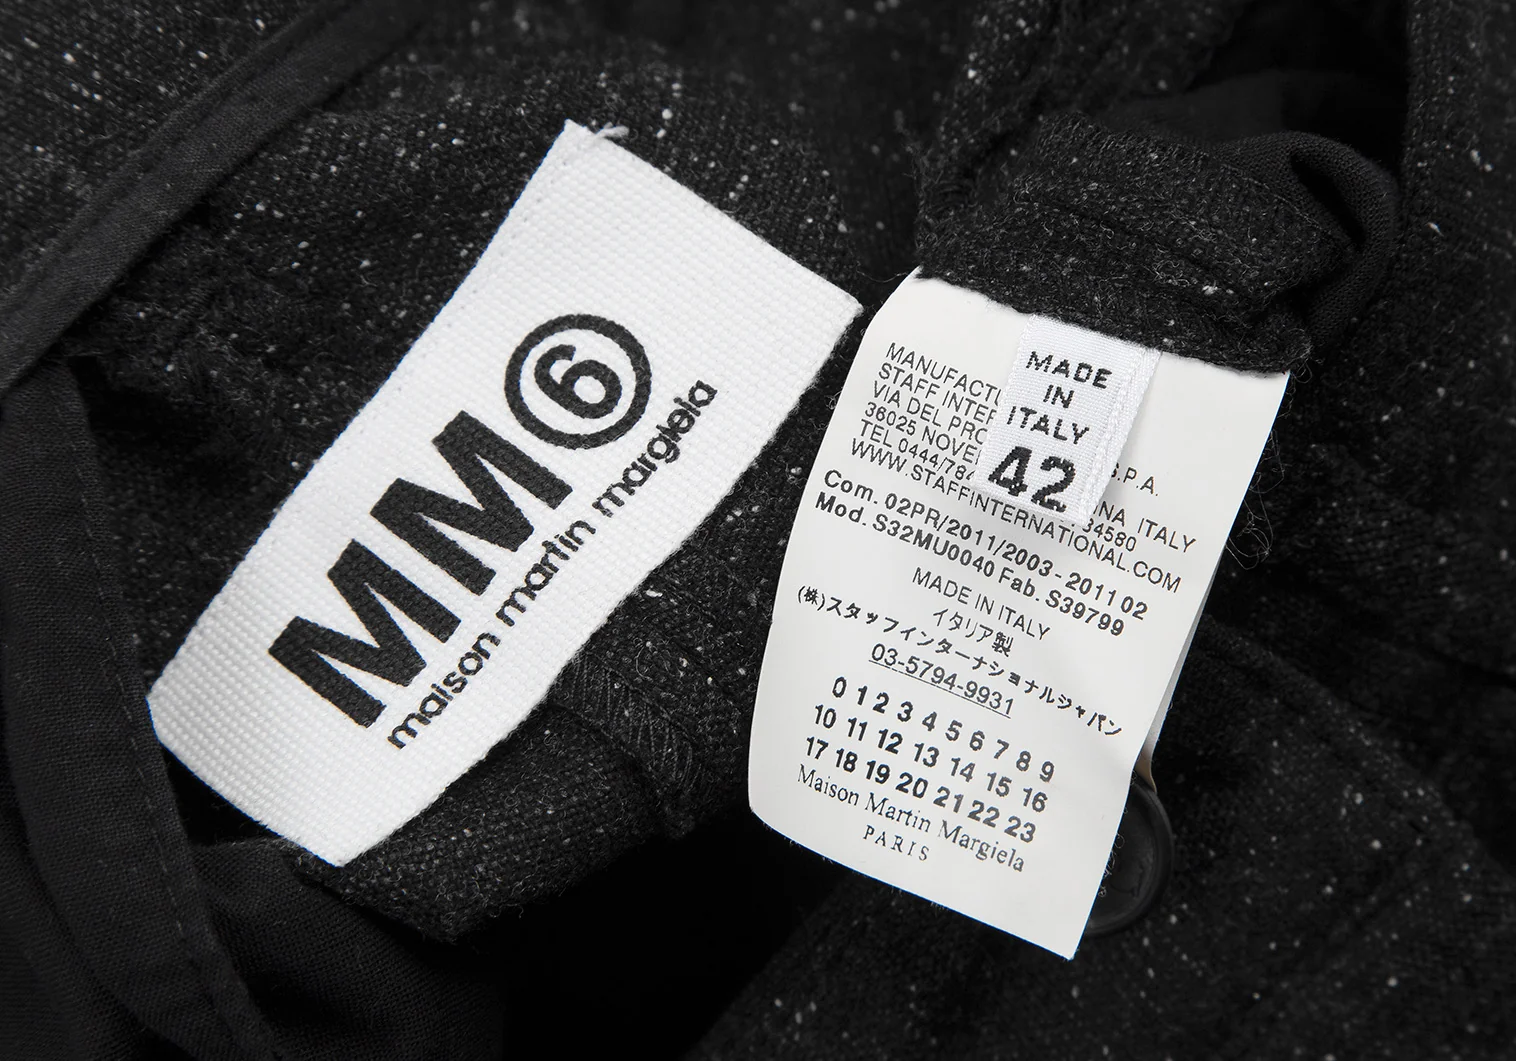 MM⑥
maison martin margiela
MADE
IN
ITALY
42
MANUFACTU
STAFF INTER S.P.A.
VIA DEL PRO
36025 NOVE NA ITALY
TEL 0444/784 34580
WWW.STAFFINTERNATIONAL.COM
Com. 02PR/2011/2003 - 2011 02
Mod. S32MU0040 Fab. S39799
MADE IN ITALY
イタリア製
(株)スタッフインターナショナルジャパン
03-5794-9931
0 1 2 3 4 5 6 7 8 9
10 11 12 13 14 15 16
17 18 19 20 21 22 23
Maison Martin Margiela
PARIS